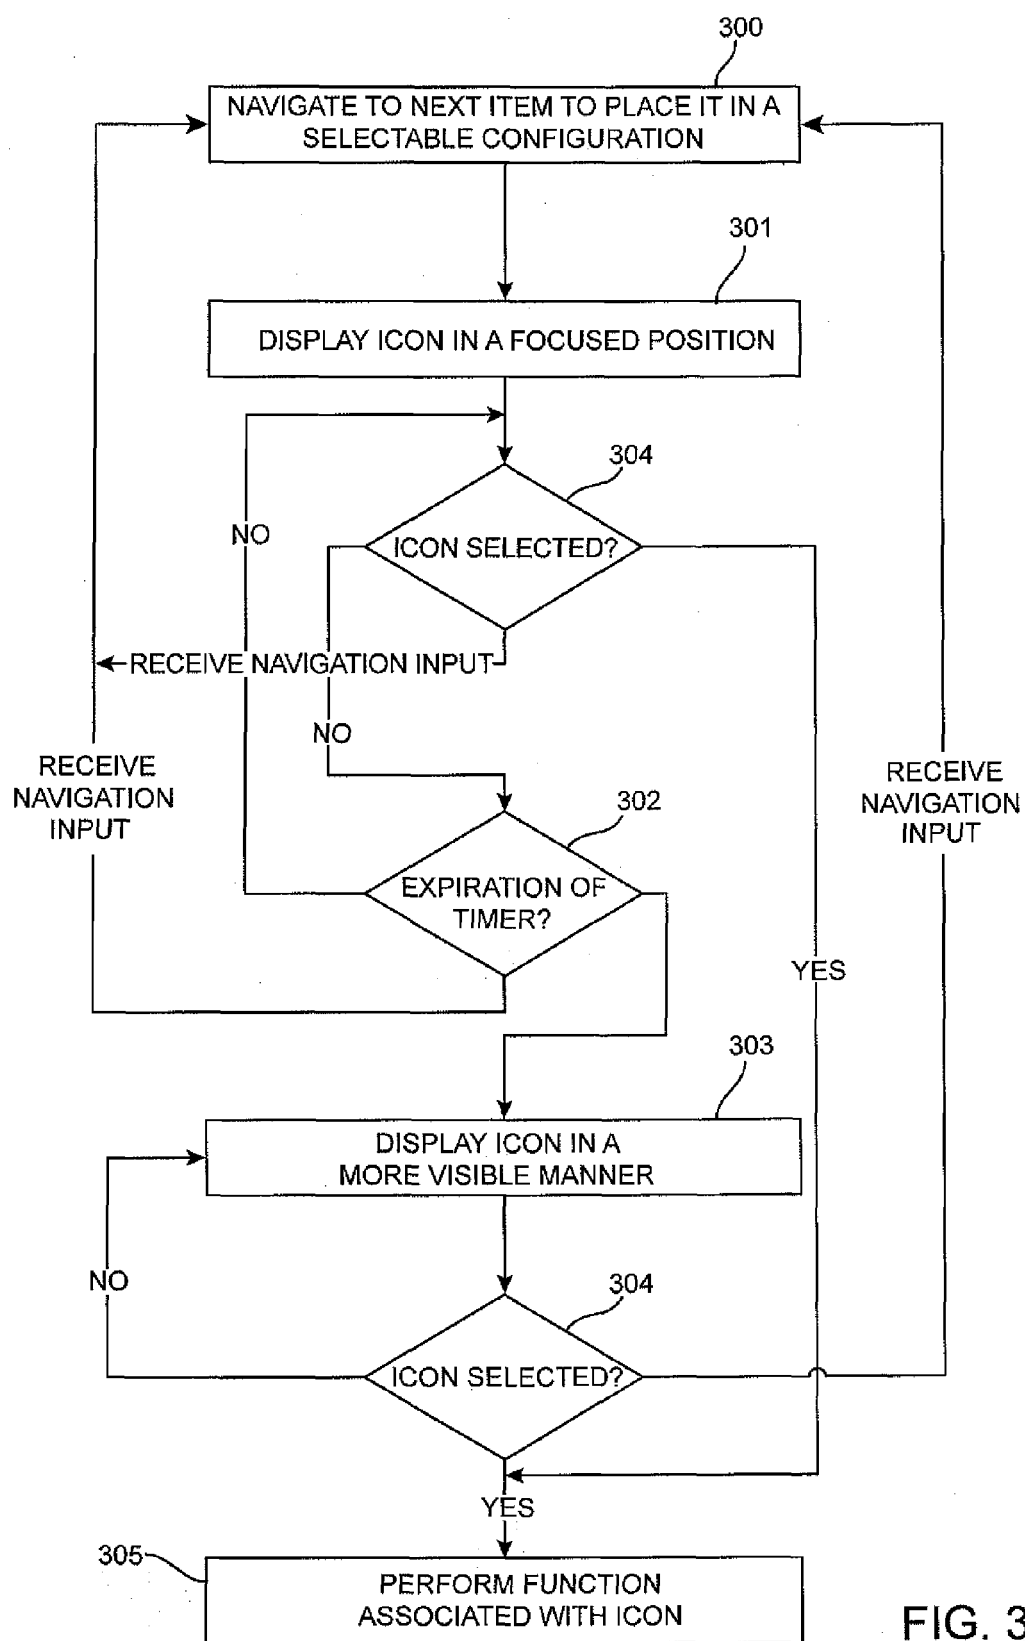 300
NAVIGATE TO NEXT ITEM TO PLACE IT IN A
SELECTABLE CONFIGURATION
301
DISPLAY ICON IN A FOCUSED POSITION
304
NO
ICON SELECTED?
RECEIVE NAVIGATION INPUT
NO
RECEIVE
NAVIGATION
INPUT
RECEIVE
NAVIGATION
INPUT
302
EXPIRATION OF
TIMER?
YES
303
DISPLAY ICON IN A
MORE VISIBLE MANNER
NO
304
ICON SELECTED?
YES
305
PERFORM FUNCTION
ASSOCIATED WITH ICON
FIG. 3